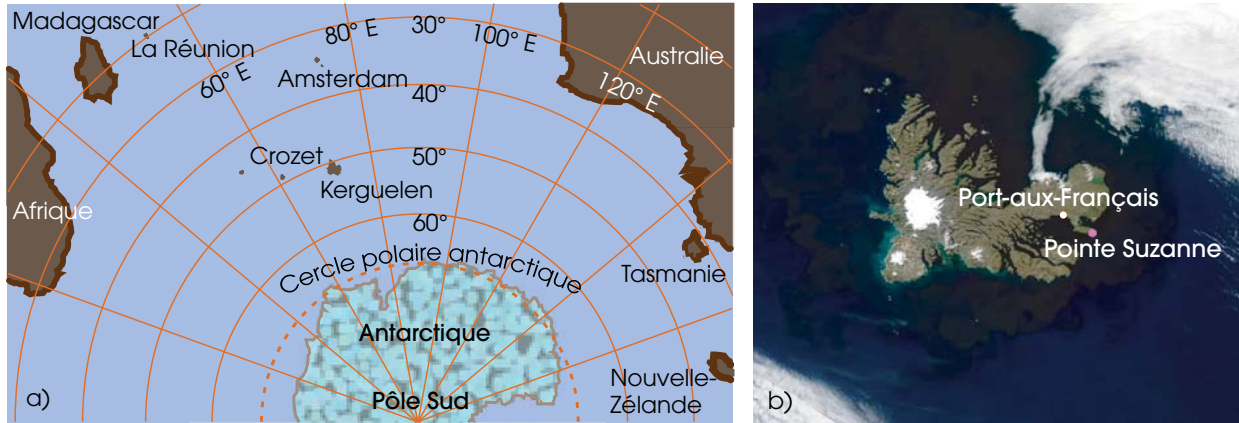 Madagascar
La Réunion
80° E
30°
100° E
Australie
60° E
Amsterdam
120° E
40°
Crozet
50°
Kerguelen
Afrique
60°
Cercle polaire antarctique
Tasmanie
Antarctique
Pôle Sud
Nouvelle-
Zélande
a)
Port-aux-Français
Pointe Suzanne
b)